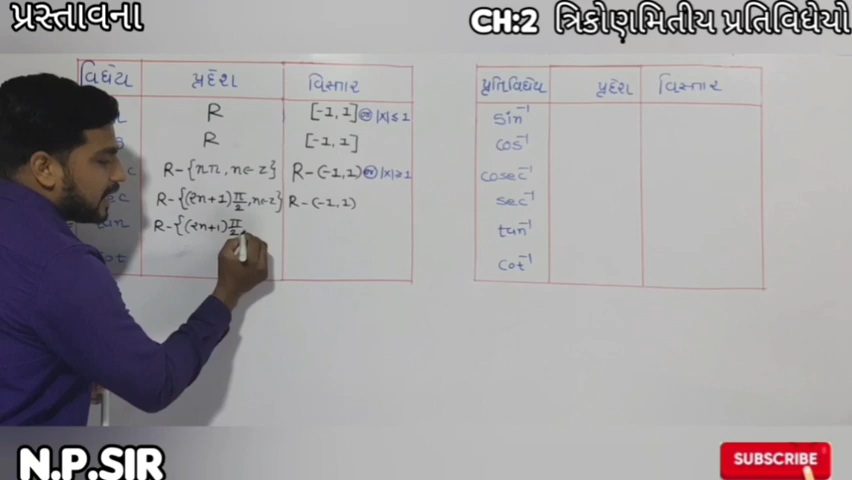 પ્રસ્તાવના
CH:2 ત્રિકોણમિતીય પ્રતિવિધેયો
વિધેય પ્રદેશ વિસ્તાર
R [-1, 1] |x| ≤ 1
R [-1, 1]
R-{nπ, n∈z} R-(-1,1) |x| ≥ 1
R-{(2n+1)π/2, n∈z} R-(-1,1)
R-{(2n+1)π/2,
પ્રતિવિધેય પ્રદેશ વિસ્તાર
sin⁻¹
cos⁻¹
cosec⁻¹
sec⁻¹
tan⁻¹
cot⁻¹
N.P.SIR
SUBSCRIBE